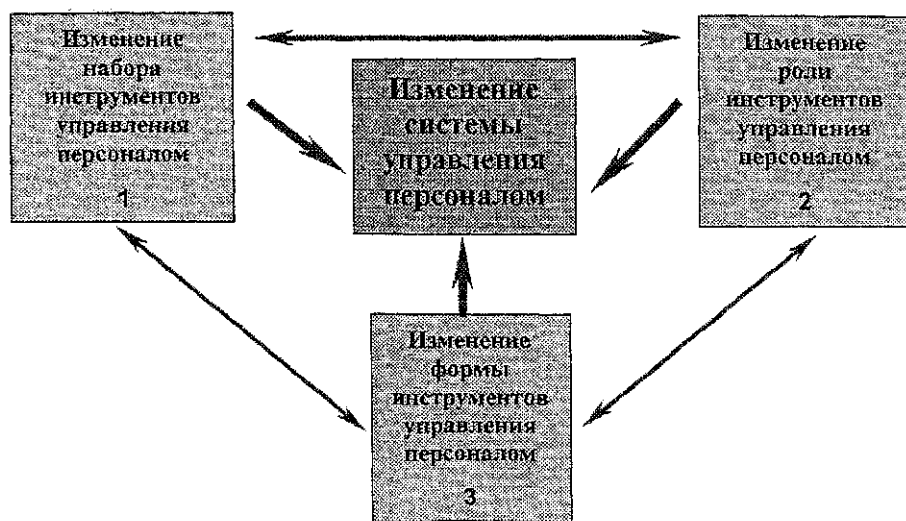 Изменение
набора
инструментов
управления
персоналом
1
Изменение
системы
управления
персоналом
Изменение
роли
инструментов
управления
персоналом
2
Изменение
формы
инструментов
управления
персоналом
3